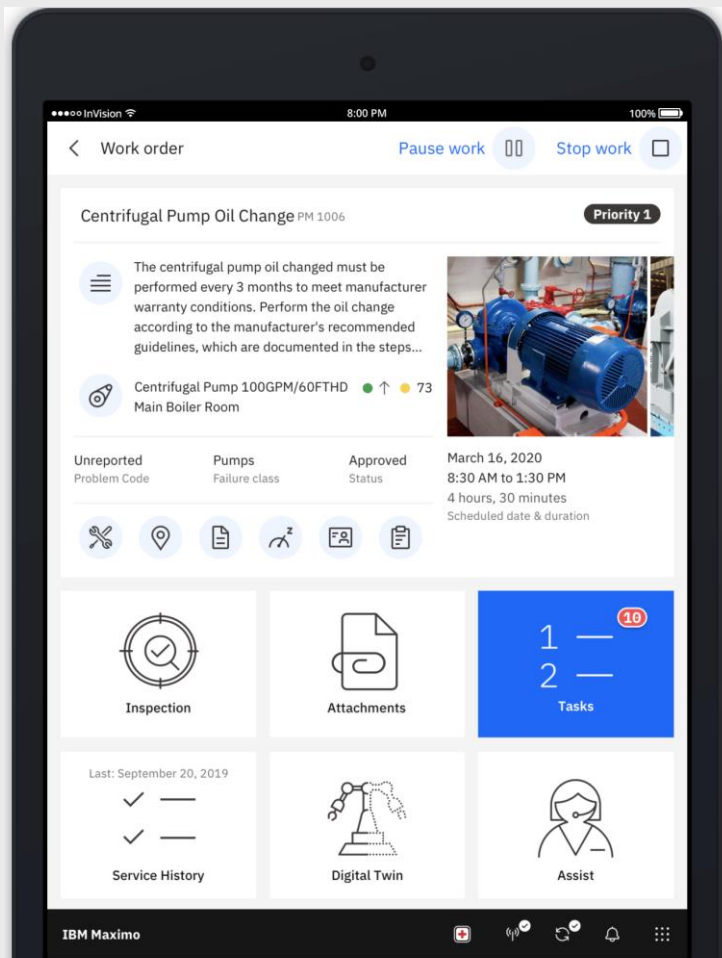 InVision 8:00 PM 100%
Work order Pause work Stop work
Centrifugal Pump Oil Change PM 1006 Priority 1
The centrifugal pump oil changed must be
performed every 3 months to meet manufacturer
warranty conditions. Perform the oil change
according to the manufacturer's recommended
guidelines, which are documented in the steps...
Centrifugal Pump 100GPM/60FTHD ↑ 73
Main Boiler Room
Unreported Pumps Approved
Problem Code Failure class Status
March 16, 2020
8:30 AM to 1:30 PM
4 hours, 30 minutes
Scheduled date & duration
z
10
1
2
Inspection Attachments Tasks
Last: September 20, 2019
Service History Digital Twin Assist
IBM Maximo